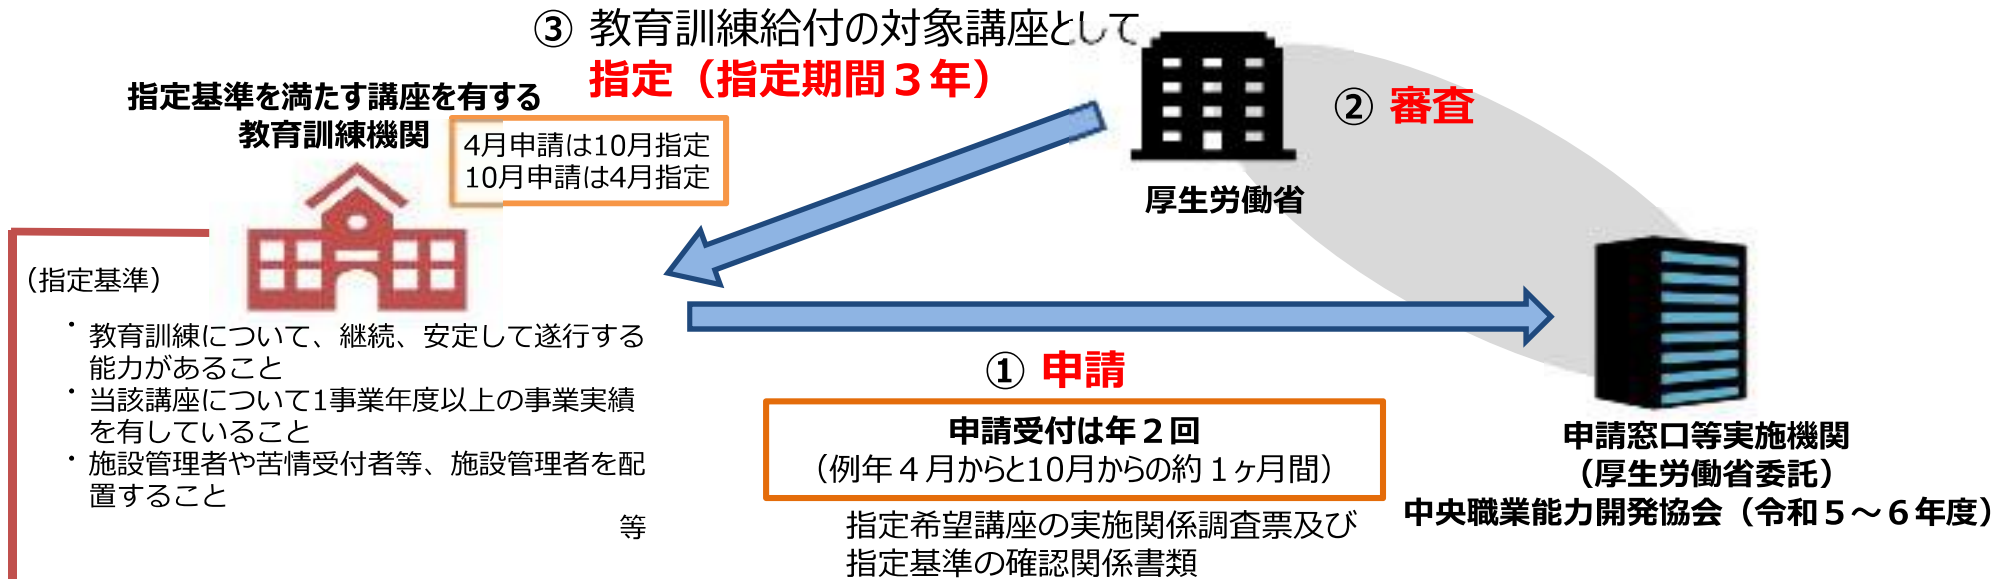 ③ 教育訓練給付の対象講座として
指定（指定期間３年）
指定基準を満たす講座を有する
教育訓練機関
4月申請は10月指定
10月申請は4月指定
② 審査
厚生労働省
（指定基準）
・教育訓練について、継続、安定して遂行する
能力があること
・当該講座について1事業年度以上の事業実績
を有していること
・施設管理者や苦情受付者等、施設管理者を配
置すること
等
① 申請
申請受付は年２回
（例年４月からと10月からの約１ヶ月間）
指定希望講座の実施関係調査票及び
指定基準の確認関係書類
申請窓口等実施機関
（厚生労働省委託）
中央職業能力開発協会（令和５～６年度）